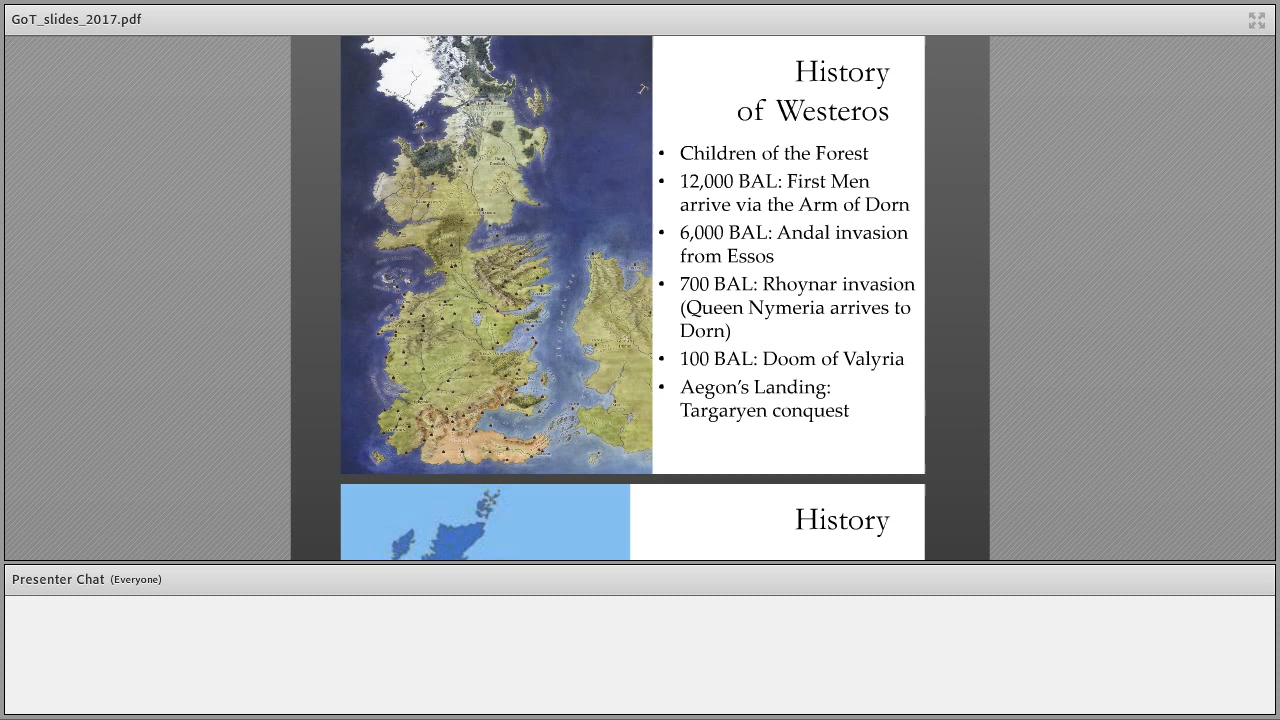 GoT_slides_2017.pdf
History
of Westeros
• Children of the Forest
• 12,000 BAL: First Men
arrive via the Arm of Dorn
• 6,000 BAL: Andal invasion
from Essos
• 700 BAL: Rhoynar invasion
(Queen Nymeria arrives to
Dorn)
• 100 BAL: Doom of Valyria
• Aegon’s Landing:
Targaryen conquest
History
Presenter Chat (Everyone)